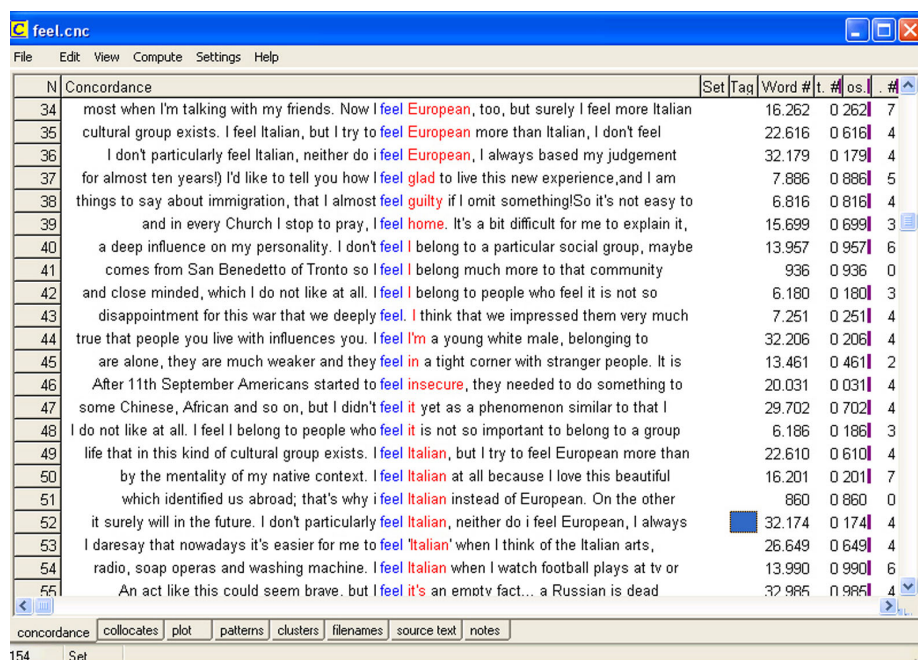 C feel.cnc
File Edit View Compute Settings Help
N Concordance Set Tag Word # t. # os. . #
34 most when I'm talking with my friends. Now I feel European, too, but surely I feel more Italian 16.262 0 262 7
35 cultural group exists. I feel Italian, but I try to feel European more than Italian, I don't feel 22.616 0 616 4
36 I don't particularly feel Italian, neither do i feel European, I always based my judgement 32.179 0 179 4
37 for almost ten years!) I'd like to tell you how I feel glad to live this new experience,and I am 7.886 0 886 5
38 things to say about immigration, that I almost feel guilty if I omit something!So it's not easy to 6.816 0 816 4
39 and in every Church I stop to pray, I feel home. It's a bit difficult for me to explain it, 15.699 0 699 3
40 a deep influence on my personality. I don't feel I belong to a particular social group, maybe 13.957 0 957 6
41 comes from San Benedetto of Tronto so I feel I belong much more to that community 936 0 936 0
42 and close minded, which I do not like at all. I feel I belong to people who feel it is not so 6.180 0 180 3
43 disappointment for this war that we deeply feel. I think that we impressed them very much 7.251 0 251 4
44 true that people you live with influences you. I feel I'm a young white male, belonging to 32.206 0 206 4
45 are alone, they are much weaker and they feel in a tight corner with stranger people. It is 13.461 0 461 2
46 After 11th September Americans started to feel insecure, they needed to do something to 20.031 0 031 4
47 some Chinese, African and so on, but I didn't feel it yet as a phenomenon similar to that I 29.702 0 702 4
48 I do not like at all. I feel I belong to people who feel it is not so important to belong to a group 6.186 0 186 3
49 life that in this kind of cultural group exists. I feel Italian, but I try to feel European more than 22.610 0 610 4
50 by the mentality of my native context. I feel Italian at all because I love this beautiful 16.201 0 201 7
51 which identified us abroad; that's why i feel Italian instead of European. On the other 860 0 860 0
52 it surely will in the future. I don't particularly feel Italian, neither do i feel European, I always 32.174 0 174 4
53 I daresay that nowadays it's easier for me to feel 'Italian' when I think of the Italian arts, 26.649 0 649 4
54 radio, soap operas and washing machine. I feel Italian when I watch football plays at tv or 13.990 0 990 6
55 An act like this could seem brave, but I feel it's an empty fact... a Russian is dead 32.985 0 985 4
concordance collocates plot patterns clusters filenames source text notes
154 Set